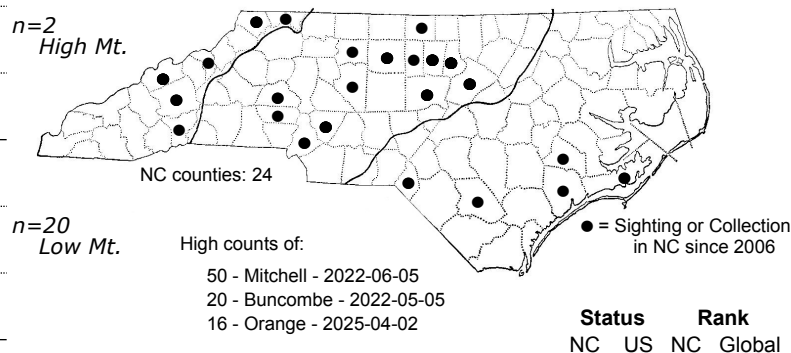 n=2
High Mt.
NC counties: 24
n=20
Low Mt.
High counts of:
50 - Mitchell - 2022-06-05
20 - Buncombe - 2022-05-05
16 - Orange - 2025-04-02
● = Sighting or Collection
in NC since 2006
Status Rank
NC US NC Global